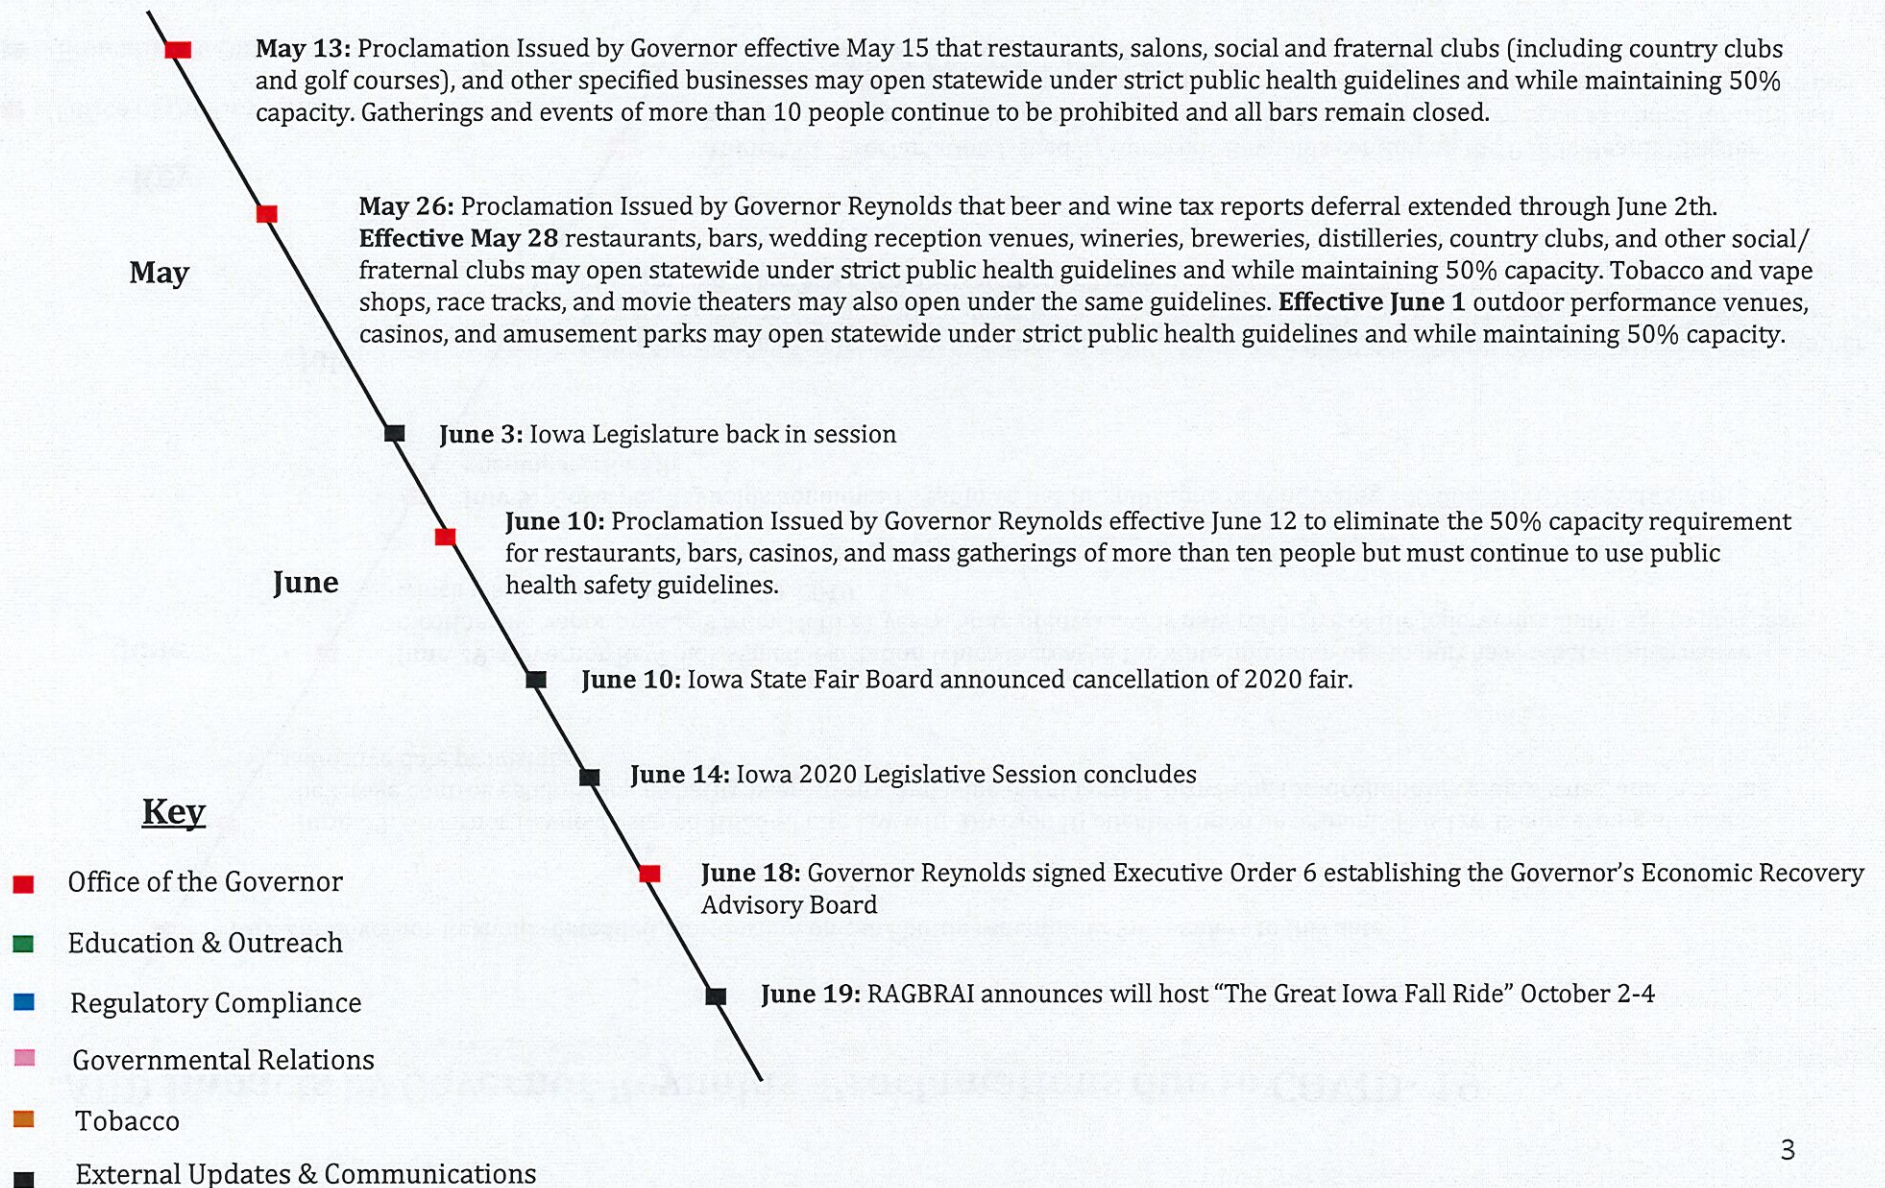 May 13: Proclamation Issued by Governor effective May 15 that restaurants, salons, social and fraternal clubs (including country clubs
and golf courses), and other specified businesses may open statewide under strict public health guidelines and while maintaining 50%
capacity. Gatherings and events of more than 10 people continue to be prohibited and all bars remain closed.
May 26: Proclamation Issued by Governor Reynolds that beer and wine tax reports deferral extended through June 2th.
Effective May 28 restaurants, bars, wedding reception venues, wineries, breweries, distilleries, country clubs, and other social/
fraternal clubs may open statewide under strict public health guidelines and while maintaining 50% capacity. Tobacco and vape
shops, race tracks, and movie theaters may also open under the same guidelines. Effective June 1 outdoor performance venues,
casinos, and amusement parks may open statewide under strict public health guidelines and while maintaining 50% capacity.
May
June 3: Iowa Legislature back in session
June 10: Proclamation Issued by Governor Reynolds effective June 12 to eliminate the 50% capacity requirement
for restaurants, bars, casinos, and mass gatherings of more than ten people but must continue to use public
health safety guidelines.
June
June 10: Iowa State Fair Board announced cancellation of 2020 fair.
June 14: Iowa 2020 Legislative Session concludes
June 18: Governor Reynolds signed Executive Order 6 establishing the Governor's Economic Recovery
Advisory Board
June 19: RAGBRAI announces will host "The Great Iowa Fall Ride" October 2-4
Key
Office of the Governor
Education & Outreach
Regulatory Compliance
Governmental Relations
Tobacco
External Updates & Communications
3